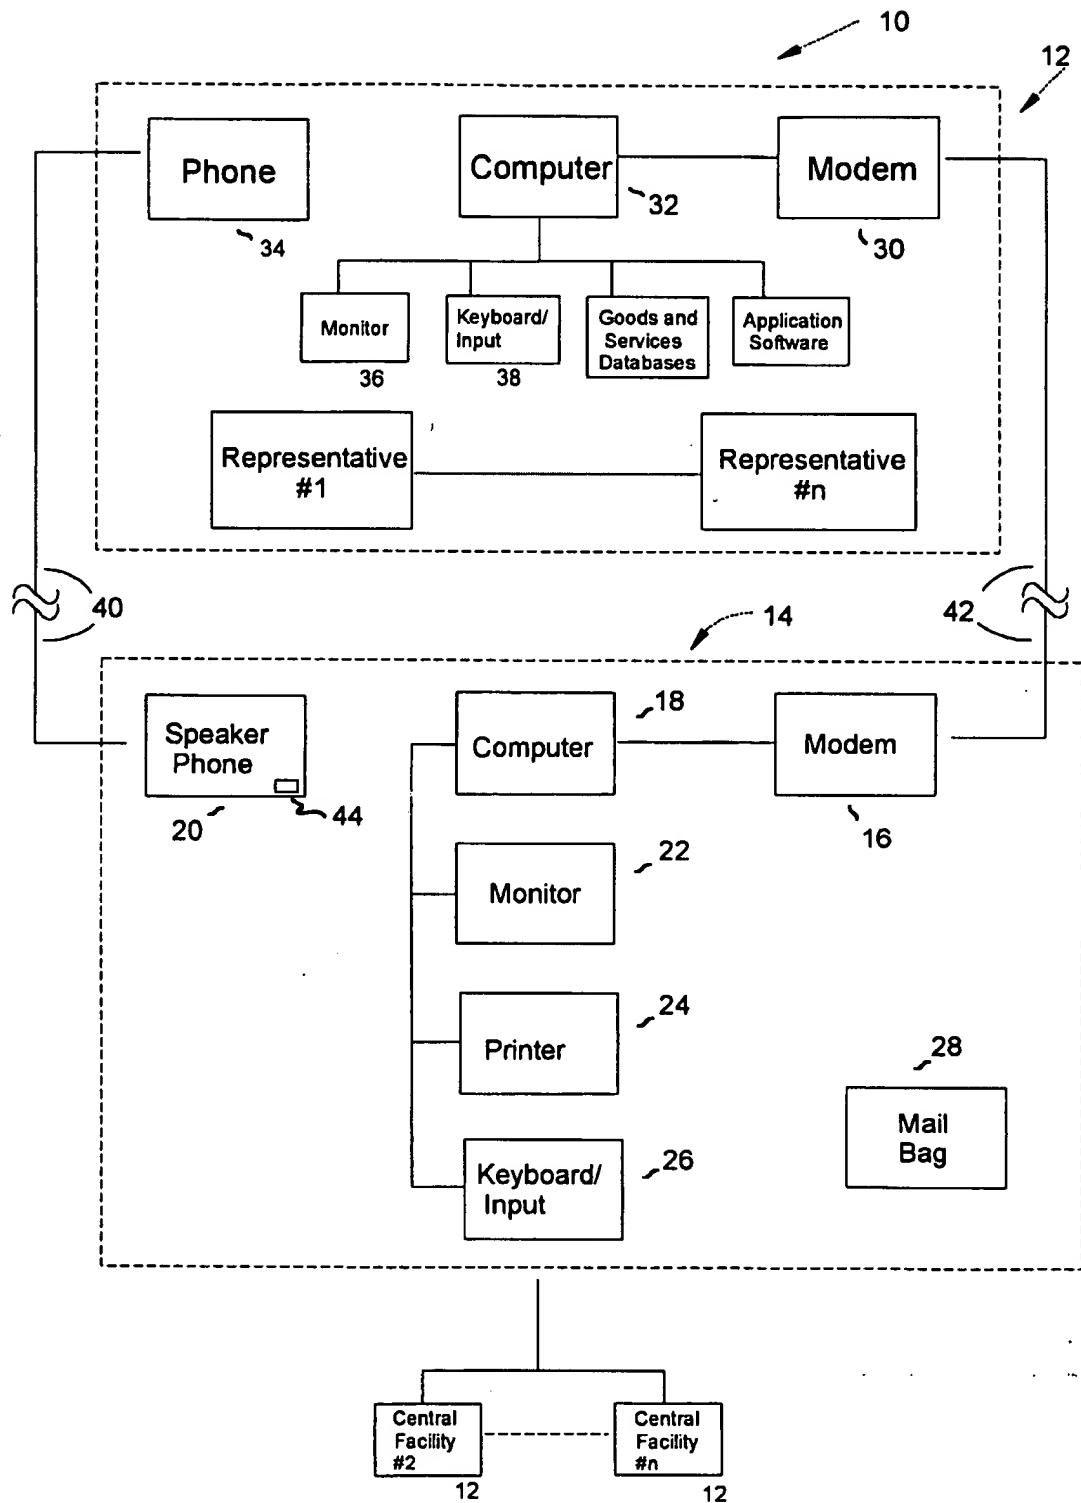 10
12
Phone
Computer
Modem
34
32
30
Monitor
Keyboard/
Input
Goods and
Services
Databases
Application
Software
36
38
Representative
#1
Representative
#n
40
42
14
Speaker
Phone
44
20
18
Computer
Modem
16
22
Monitor
24
Printer
28
Mail
Bag
26
Keyboard/
Input
Central
Facility
#2
12
Central
Facility
#n
12